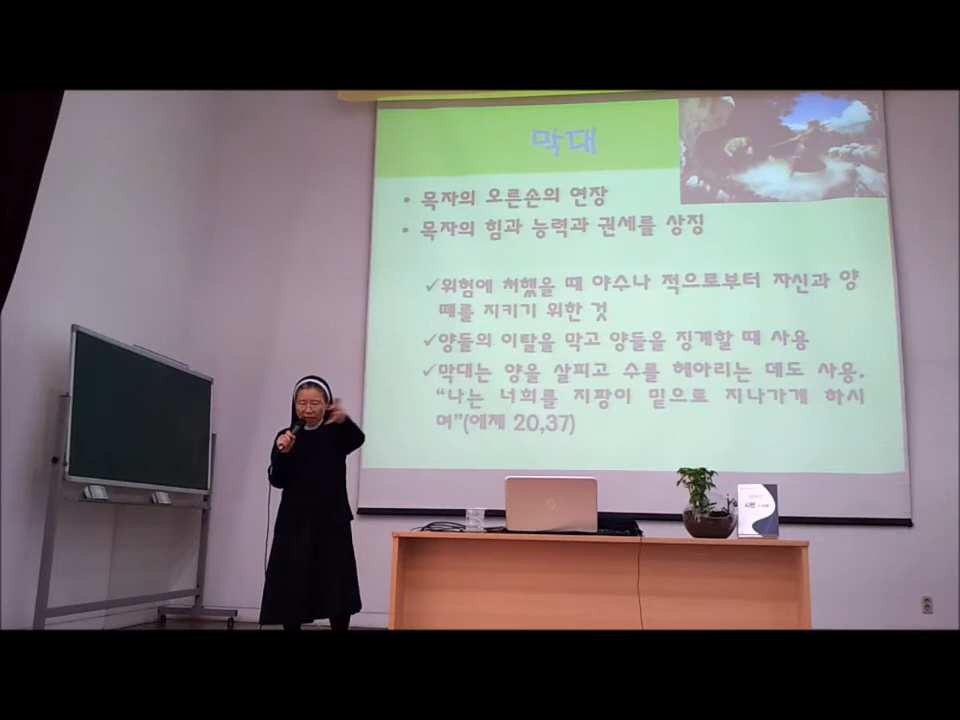 막대
• 목자의 오른손의 연장
• 목자의 힘과 능력과 권세를 상징
✓위험에 처했을 때 야수나 적으로부터 자신과 양
떼를 지키기 위한 것
✓양들의 이탈을 막고 양들을 징계할 때 사용
✓막대는 양을 살피고 수를 헤아리는 데도 사용.
“나는 너희를 지팡이 밑으로 지나가게 하시
며”(에제 20,37)
시편